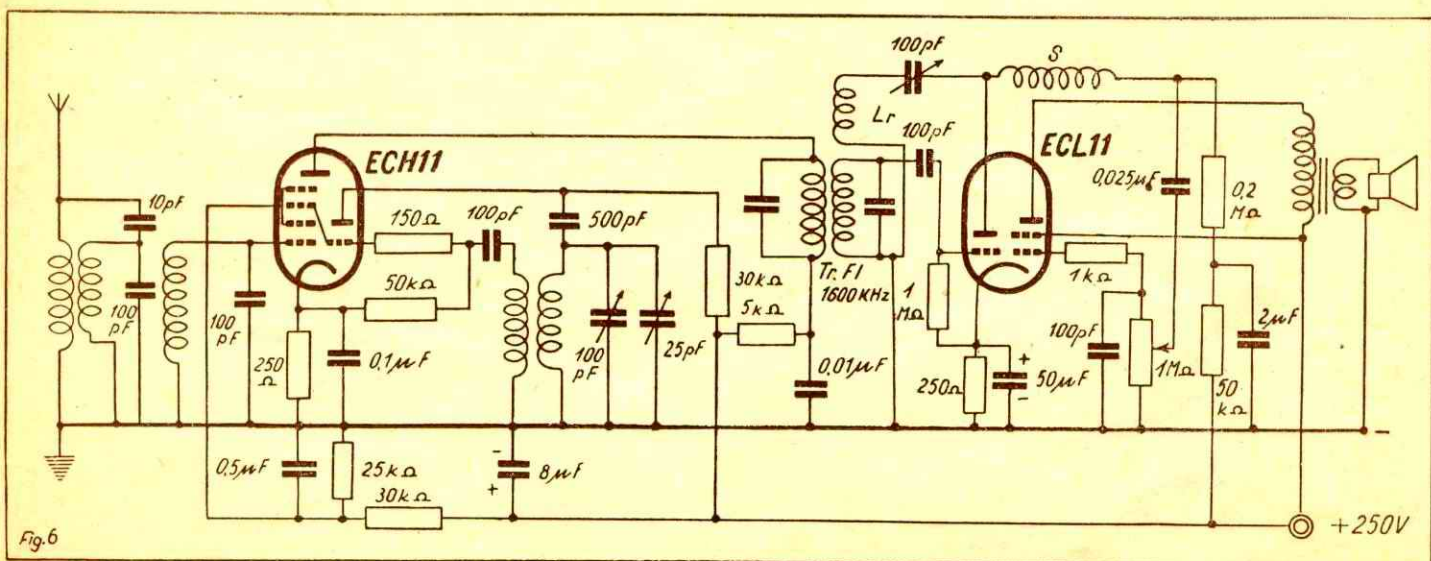 100pF
S
Lr
ECH11
100pF
ECL11
10pF
150Ω
100pF
500pF
0,025µF
0,2
MΩ
100
pF
100
pF
50kΩ
30kΩ
Tr. FI
1600KHz
1
MΩ
1kΩ
250
Ω
0,1µF
100
pF
25pF
5kΩ
0,01µF
250Ω
+
50µF
-
100pF
1MΩ
50
kΩ
2µF
-
0,5µF
25kΩ
-
8µF
+
30kΩ
+250V
Fig.6